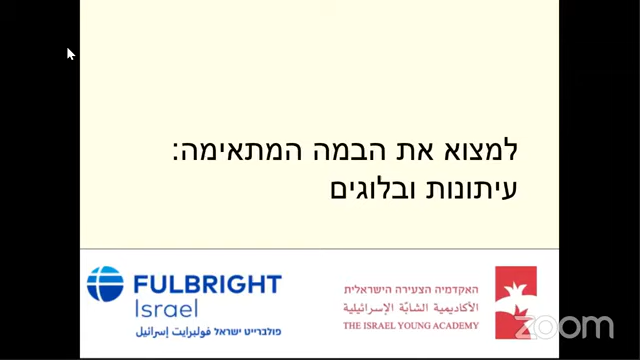 למצוא את הבמה המתאימה:
עיתונות ובלוגים
FULBRIGHT
Israel
פולברייט ישראל فولبرايت إسرائيل
האקדמיה הצעירה הישראלית
الأكاديمية الشابّة الإسرائيلية
THE ISRAEL YOUNG ACADEMY
zoom